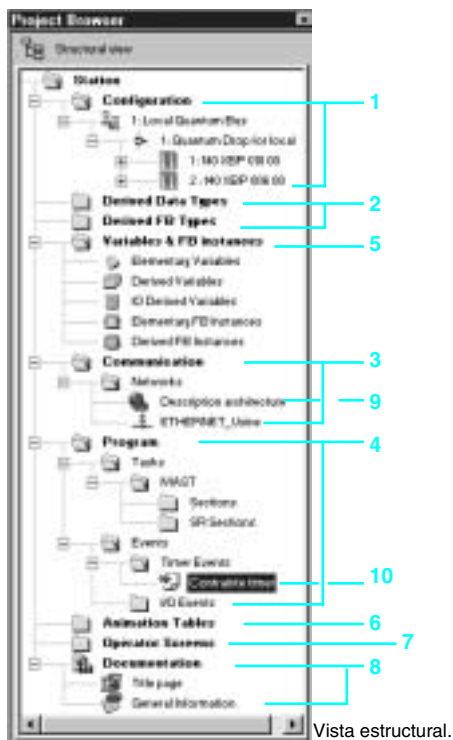 Project Browser
Structural view
Station
Configuration
1
1: Local Quantum Bus
1: Quantum Drop for local
1: 140 XBP 010 00
2: 140 XBP 006 00
Derived Data Types
2
Derived FB Types
Variables & FB instances
5
Elementary Variables
Derived Variables
IO Derived Variables
Elementary FB Instances
Derived FB Instances
Communication
3
Networks
Description architecture
9
ETHERNET_Usine
Program
4
Tasks
MAST
Sections
SR Sections
Events
Timer Events
10
I/O Events
Animation Tables
6
Operator Screens
7
Documentation
8
Title page
General Information
Vista estructural.